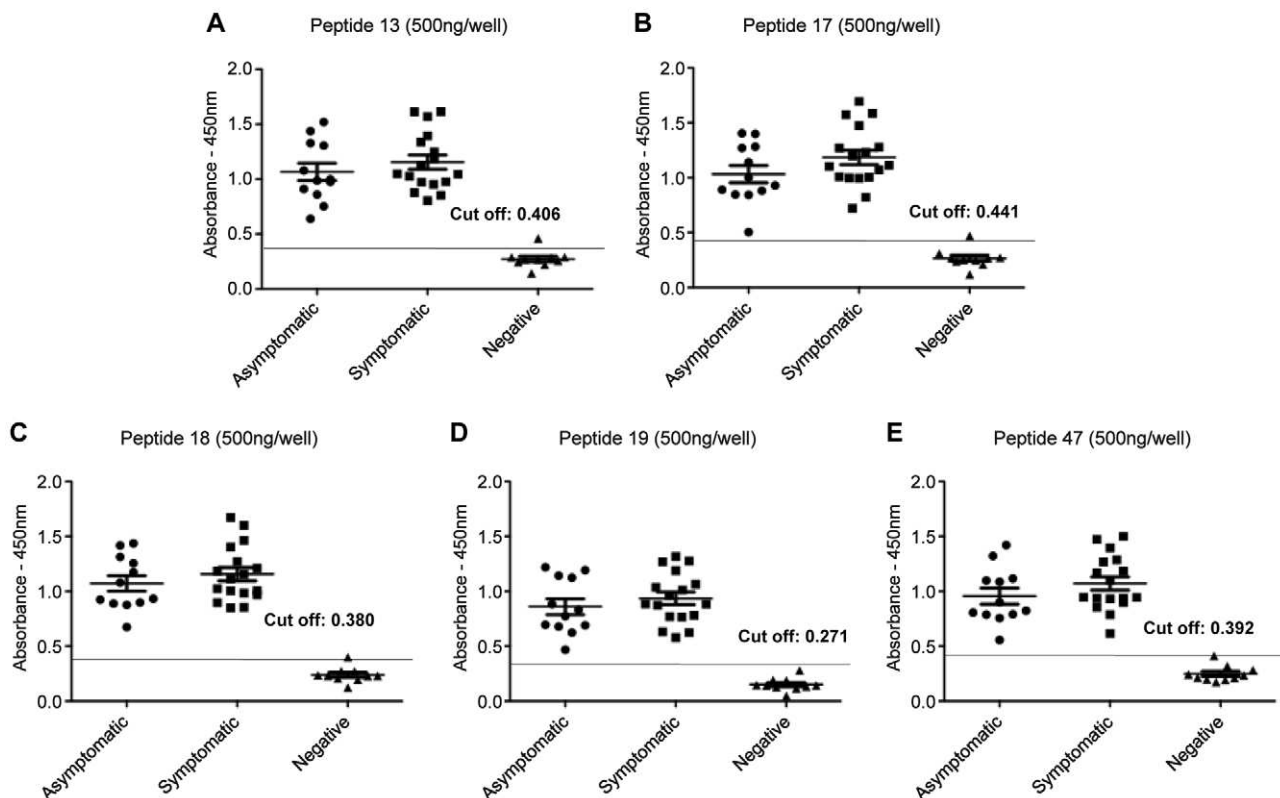 A
Peptide 13 (500ng/well)
Absorbance - 450nm
2.0
1.5
1.0
0.5
0.0
Cut off: 0.406
Asymptomatic
Symptomatic
Negative
B
Peptide 17 (500ng/well)
Absorbance - 450nm
2.0
1.5
1.0
0.5
0.0
Cut off: 0.441
Asymptomatic
Symptomatic
Negative
C
Peptide 18 (500ng/well)
Absorbance - 450nm
2.0
1.5
1.0
0.5
0.0
Cut off: 0.380
Asymptomatic
Symptomatic
Negative
D
Peptide 19 (500ng/well)
Absorbance - 450nm
2.0
1.5
1.0
0.5
0.0
Cut off: 0.271
Asymptomatic
Symptomatic
Negative
E
Peptide 47 (500ng/well)
Absorbance - 450nm
2.0
1.5
1.0
0.5
0.0
Cut off: 0.392
Asymptomatic
Symptomatic
Negative